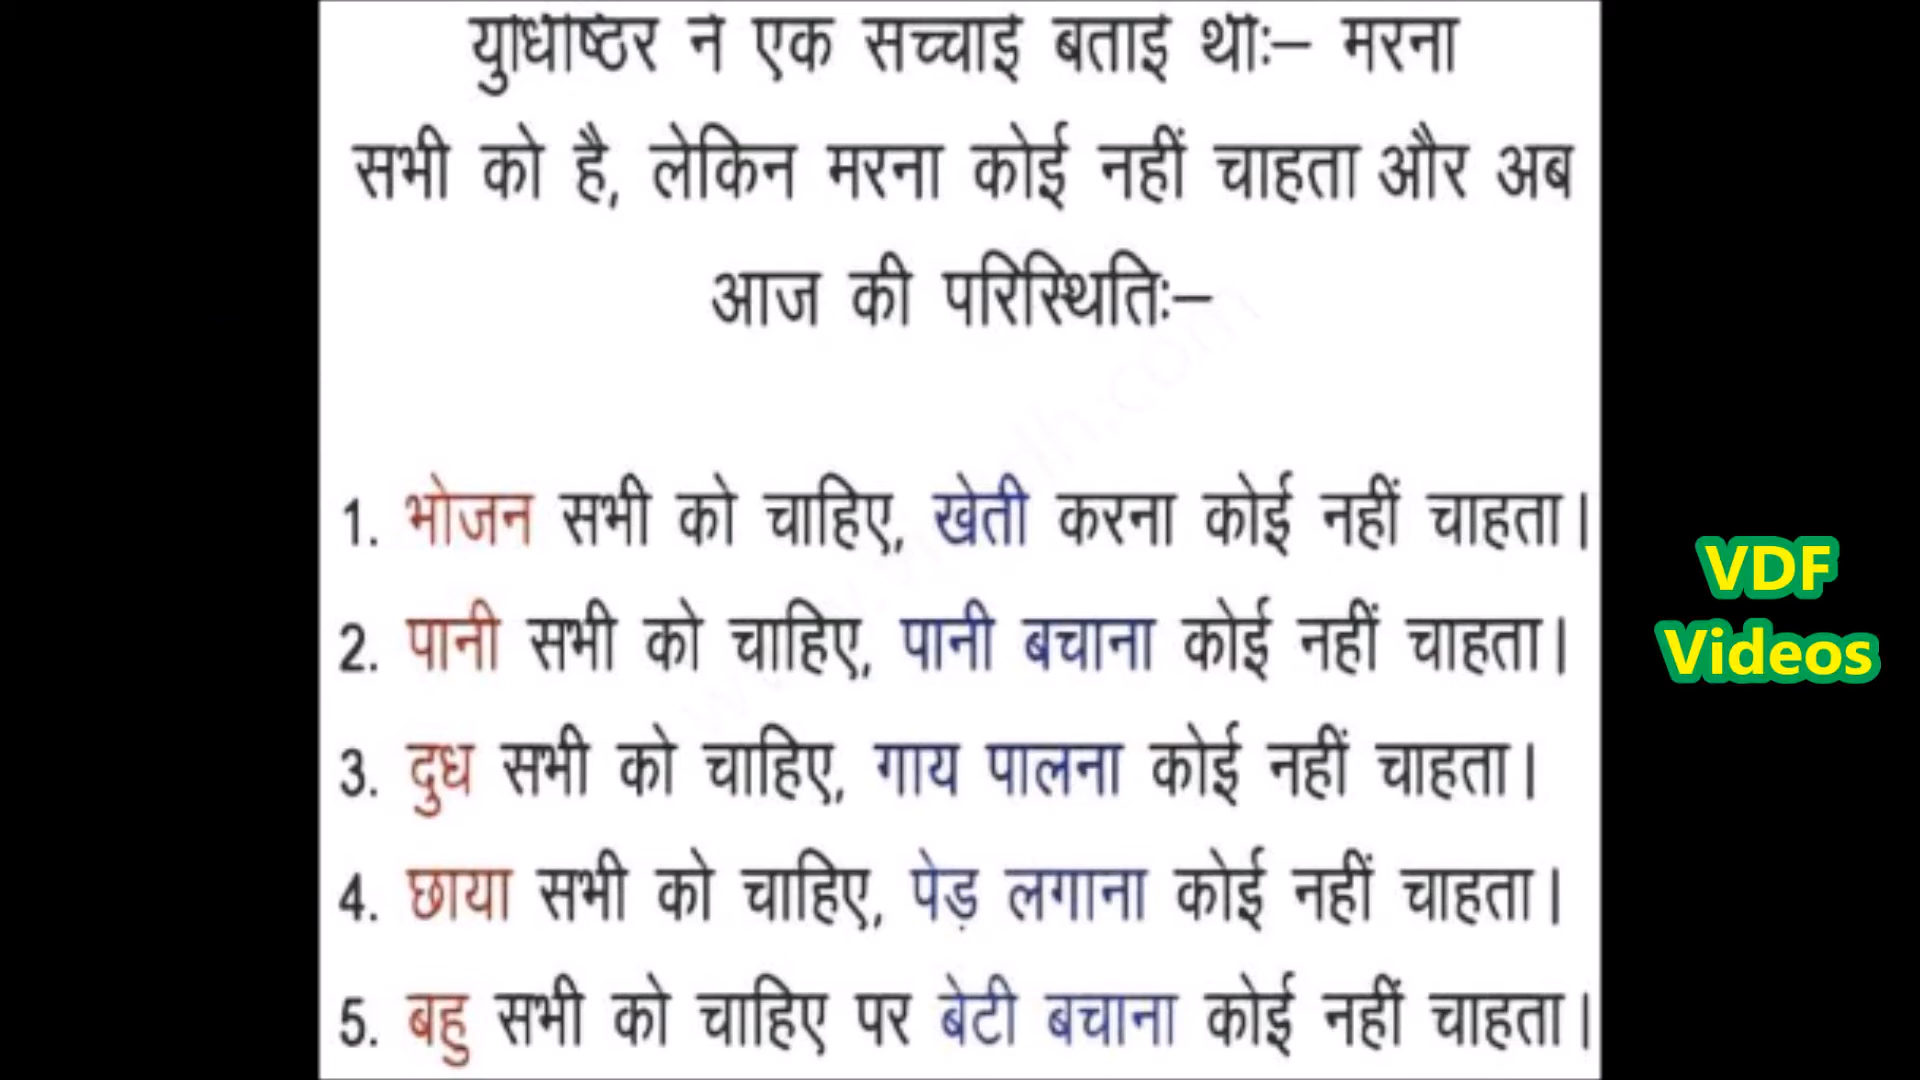 युधिष्ठिर ने एक सच्चाई बताई थीः– मरना
सभी को है, लेकिन मरना कोई नहीं चाहता और अब
आज की परिस्थितिः–
1. भोजन सभी को चाहिए, खेती करना कोई नहीं चाहता।
2. पानी सभी को चाहिए, पानी बचाना कोई नहीं चाहता।
3. दुध सभी को चाहिए, गाय पालना कोई नहीं चाहता।
4. छाया सभी को चाहिए, पेड़ लगाना कोई नहीं चाहता।
5. बहु सभी को चाहिए पर बेटी बचाना कोई नहीं चाहता।
VDF
Videos